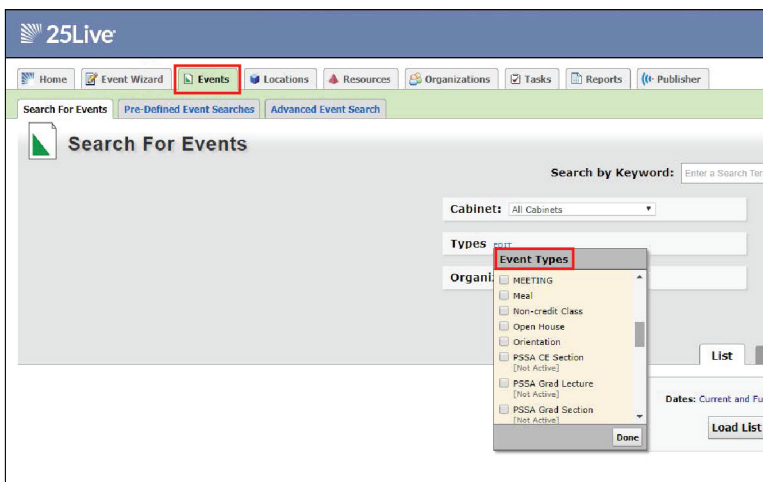 25Live
Home Event Wizard Events Locations Resources Organizations Tasks Reports Publisher
Search For Events Pre-Defined Event Searches Advanced Event Search
Search For Events
Search by Keyword: Enter a Search Ter
Cabinet: All Cabinets
Types EDIT
Event Types
Organi
MEETING
Meal
Non-credit Class
Open House
Orientation
PSSA CE Section
[Not Active]
PSSA Grad Lecture
[Not Active]
PSSA Grad Section
[Not Active]
Done
List
Dates: Current and Fu
Load List